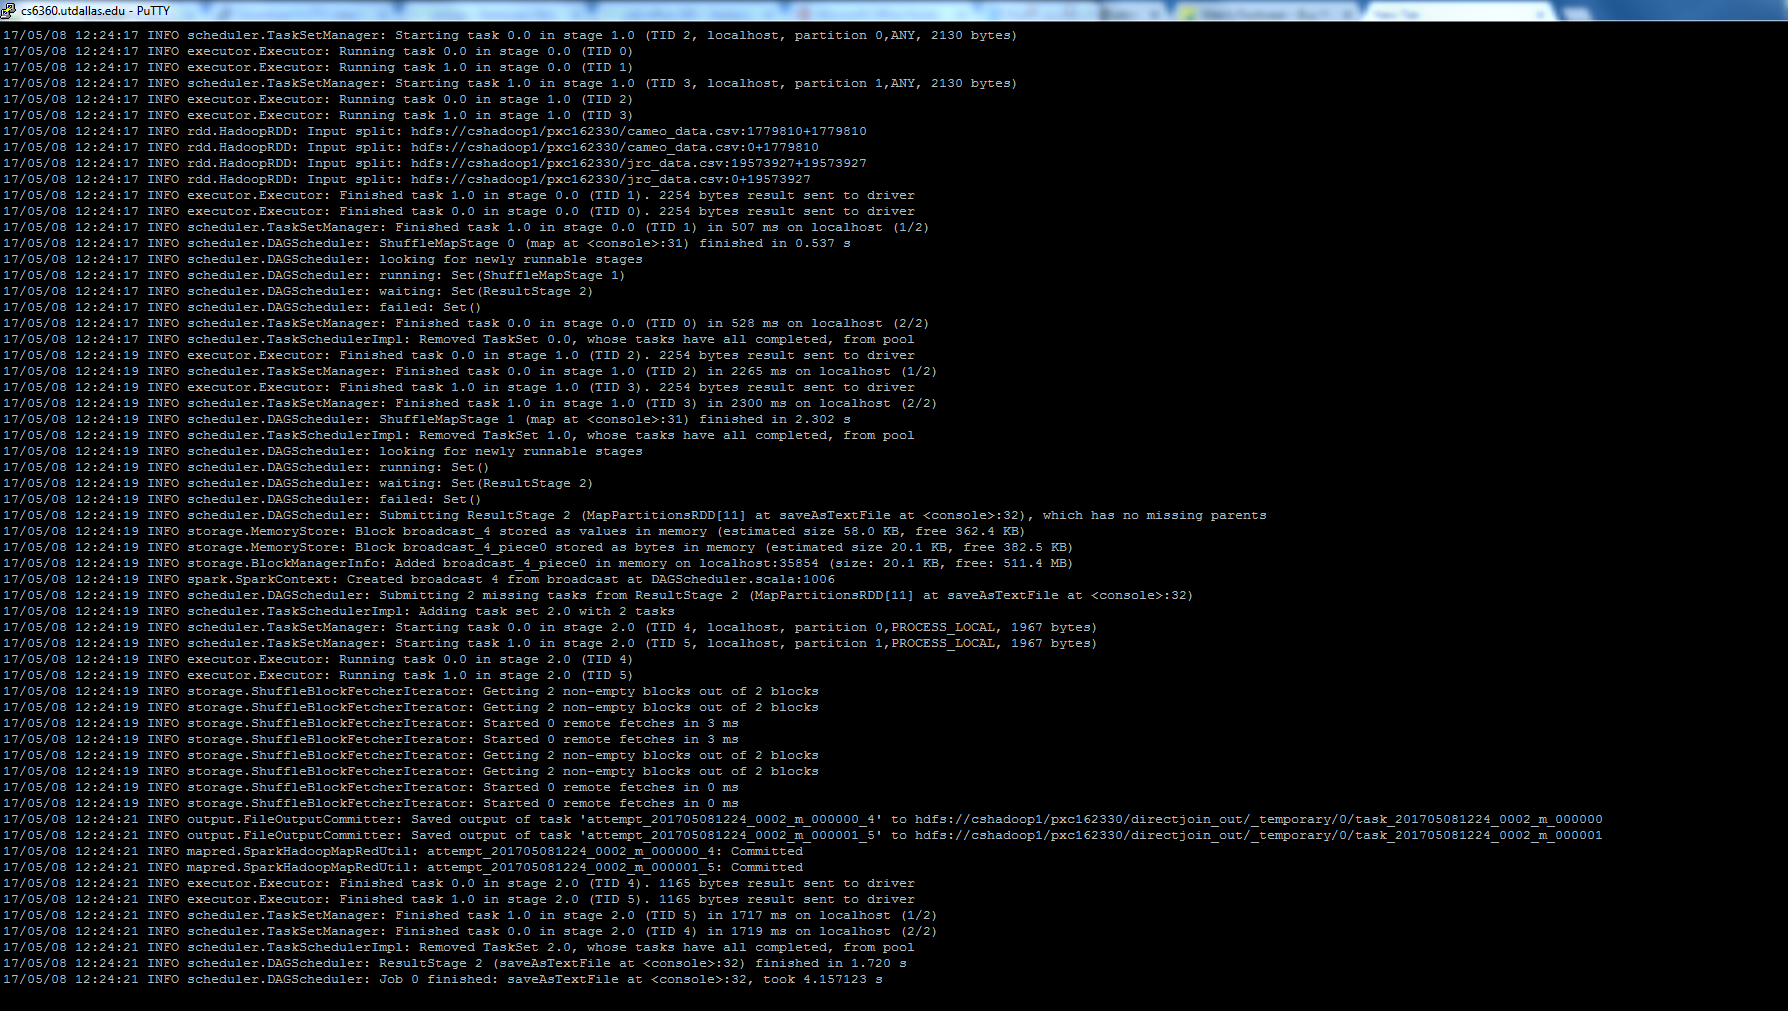 cs6360.utdallas.edu - PuTTY
17/05/08 12:24:17 INFO scheduler.TaskSetManager: Starting task 0.0 in stage 1.0 (TID 2, localhost, partition 0,ANY, 2130 bytes)
17/05/08 12:24:17 INFO executor.Executor: Running task 0.0 in stage 0.0 (TID 0)
17/05/08 12:24:17 INFO executor.Executor: Running task 1.0 in stage 0.0 (TID 1)
17/05/08 12:24:17 INFO scheduler.TaskSetManager: Starting task 1.0 in stage 1.0 (TID 3, localhost, partition 1,ANY, 2130 bytes)
17/05/08 12:24:17 INFO executor.Executor: Running task 0.0 in stage 1.0 (TID 2)
17/05/08 12:24:17 INFO executor.Executor: Running task 1.0 in stage 1.0 (TID 3)
17/05/08 12:24:17 INFO rdd.HadoopRDD: Input split: hdfs://cshadoop1/pxc162330/cameo_data.csv:1779810+1779810
17/05/08 12:24:17 INFO rdd.HadoopRDD: Input split: hdfs://cshadoop1/pxc162330/cameo_data.csv:0+1779810
17/05/08 12:24:17 INFO rdd.HadoopRDD: Input split: hdfs://cshadoop1/pxc162330/jrc_data.csv:19573927+19573927
17/05/08 12:24:17 INFO rdd.HadoopRDD: Input split: hdfs://cshadoop1/pxc162330/jrc_data.csv:0+19573927
17/05/08 12:24:17 INFO executor.Executor: Finished task 1.0 in stage 0.0 (TID 1). 2254 bytes result sent to driver
17/05/08 12:24:17 INFO executor.Executor: Finished task 0.0 in stage 0.0 (TID 0). 2254 bytes result sent to driver
17/05/08 12:24:17 INFO scheduler.TaskSetManager: Finished task 1.0 in stage 0.0 (TID 1) in 507 ms on localhost (1/2)
17/05/08 12:24:17 INFO scheduler.DAGScheduler: ShuffleMapStage 0 (map at <console>:31) finished in 0.537 s
17/05/08 12:24:17 INFO scheduler.DAGScheduler: looking for newly runnable stages
17/05/08 12:24:17 INFO scheduler.DAGScheduler: running: Set(ShuffleMapStage 1)
17/05/08 12:24:17 INFO scheduler.DAGScheduler: waiting: Set(ResultStage 2)
17/05/08 12:24:17 INFO scheduler.DAGScheduler: failed: Set()
17/05/08 12:24:17 INFO scheduler.TaskSetManager: Finished task 0.0 in stage 0.0 (TID 0) in 528 ms on localhost (2/2)
17/05/08 12:24:17 INFO scheduler.TaskSchedulerImpl: Removed TaskSet 0.0, whose tasks have all completed, from pool
17/05/08 12:24:19 INFO executor.Executor: Finished task 0.0 in stage 1.0 (TID 2). 2254 bytes result sent to driver
17/05/08 12:24:19 INFO scheduler.TaskSetManager: Finished task 0.0 in stage 1.0 (TID 2) in 2265 ms on localhost (1/2)
17/05/08 12:24:19 INFO executor.Executor: Finished task 1.0 in stage 1.0 (TID 3). 2254 bytes result sent to driver
17/05/08 12:24:19 INFO scheduler.TaskSetManager: Finished task 1.0 in stage 1.0 (TID 3) in 2300 ms on localhost (2/2)
17/05/08 12:24:19 INFO scheduler.DAGScheduler: ShuffleMapStage 1 (map at <console>:31) finished in 2.302 s
17/05/08 12:24:19 INFO scheduler.TaskSchedulerImpl: Removed TaskSet 1.0, whose tasks have all completed, from pool
17/05/08 12:24:19 INFO scheduler.DAGScheduler: looking for newly runnable stages
17/05/08 12:24:19 INFO scheduler.DAGScheduler: running: Set()
17/05/08 12:24:19 INFO scheduler.DAGScheduler: waiting: Set(ResultStage 2)
17/05/08 12:24:19 INFO scheduler.DAGScheduler: failed: Set()
17/05/08 12:24:19 INFO scheduler.DAGScheduler: Submitting ResultStage 2 (MapPartitionsRDD[11] at saveAsTextFile at <console>:32), which has no missing parents
17/05/08 12:24:19 INFO storage.MemoryStore: Block broadcast_4 stored as values in memory (estimated size 58.0 KB, free 362.4 KB)
17/05/08 12:24:19 INFO storage.MemoryStore: Block broadcast_4_piece0 stored as bytes in memory (estimated size 20.1 KB, free 382.5 KB)
17/05/08 12:24:19 INFO storage.BlockManagerInfo: Added broadcast_4_piece0 in memory on localhost:35854 (size: 20.1 KB, free: 511.4 MB)
17/05/08 12:24:19 INFO spark.SparkContext: Created broadcast 4 from broadcast at DAGScheduler.scala:1006
17/05/08 12:24:19 INFO scheduler.DAGScheduler: Submitting 2 missing tasks from ResultStage 2 (MapPartitionsRDD[11] at saveAsTextFile at <console>:32)
17/05/08 12:24:19 INFO scheduler.TaskSchedulerImpl: Adding task set 2.0 with 2 tasks
17/05/08 12:24:19 INFO scheduler.TaskSetManager: Starting task 0.0 in stage 2.0 (TID 4, localhost, partition 0,PROCESS_LOCAL, 1967 bytes)
17/05/08 12:24:19 INFO scheduler.TaskSetManager: Starting task 1.0 in stage 2.0 (TID 5, localhost, partition 1,PROCESS_LOCAL, 1967 bytes)
17/05/08 12:24:19 INFO executor.Executor: Running task 0.0 in stage 2.0 (TID 4)
17/05/08 12:24:19 INFO executor.Executor: Running task 1.0 in stage 2.0 (TID 5)
17/05/08 12:24:19 INFO storage.ShuffleBlockFetcherIterator: Getting 2 non-empty blocks out of 2 blocks
17/05/08 12:24:19 INFO storage.ShuffleBlockFetcherIterator: Getting 2 non-empty blocks out of 2 blocks
17/05/08 12:24:19 INFO storage.ShuffleBlockFetcherIterator: Started 0 remote fetches in 3 ms
17/05/08 12:24:19 INFO storage.ShuffleBlockFetcherIterator: Started 0 remote fetches in 3 ms
17/05/08 12:24:19 INFO storage.ShuffleBlockFetcherIterator: Getting 2 non-empty blocks out of 2 blocks
17/05/08 12:24:19 INFO storage.ShuffleBlockFetcherIterator: Getting 2 non-empty blocks out of 2 blocks
17/05/08 12:24:19 INFO storage.ShuffleBlockFetcherIterator: Started 0 remote fetches in 0 ms
17/05/08 12:24:19 INFO storage.ShuffleBlockFetcherIterator: Started 0 remote fetches in 0 ms
17/05/08 12:24:21 INFO output.FileOutputCommitter: Saved output of task 'attempt_201705081224_0002_m_000000_4' to hdfs://cshadoop1/pxc162330/directjoin_out/_temporary/0/task_201705081224_0002_m_000000
17/05/08 12:24:21 INFO output.FileOutputCommitter: Saved output of task 'attempt_201705081224_0002_m_000001_5' to hdfs://cshadoop1/pxc162330/directjoin_out/_temporary/0/task_201705081224_0002_m_000001
17/05/08 12:24:21 INFO mapred.SparkHadoopMapRedUtil: attempt_201705081224_0002_m_000000_4: Committed
17/05/08 12:24:21 INFO mapred.SparkHadoopMapRedUtil: attempt_201705081224_0002_m_000001_5: Committed
17/05/08 12:24:21 INFO executor.Executor: Finished task 0.0 in stage 2.0 (TID 4). 1165 bytes result sent to driver
17/05/08 12:24:21 INFO executor.Executor: Finished task 1.0 in stage 2.0 (TID 5). 1165 bytes result sent to driver
17/05/08 12:24:21 INFO scheduler.TaskSetManager: Finished task 1.0 in stage 2.0 (TID 5) in 1717 ms on localhost (1/2)
17/05/08 12:24:21 INFO scheduler.TaskSetManager: Finished task 0.0 in stage 2.0 (TID 4) in 1719 ms on localhost (2/2)
17/05/08 12:24:21 INFO scheduler.TaskSchedulerImpl: Removed TaskSet 2.0, whose tasks have all completed, from pool
17/05/08 12:24:21 INFO scheduler.DAGScheduler: ResultStage 2 (saveAsTextFile at <console>:32) finished in 1.720 s
17/05/08 12:24:21 INFO scheduler.DAGScheduler: Job 0 finished: saveAsTextFile at <console>:32, took 4.157123 s